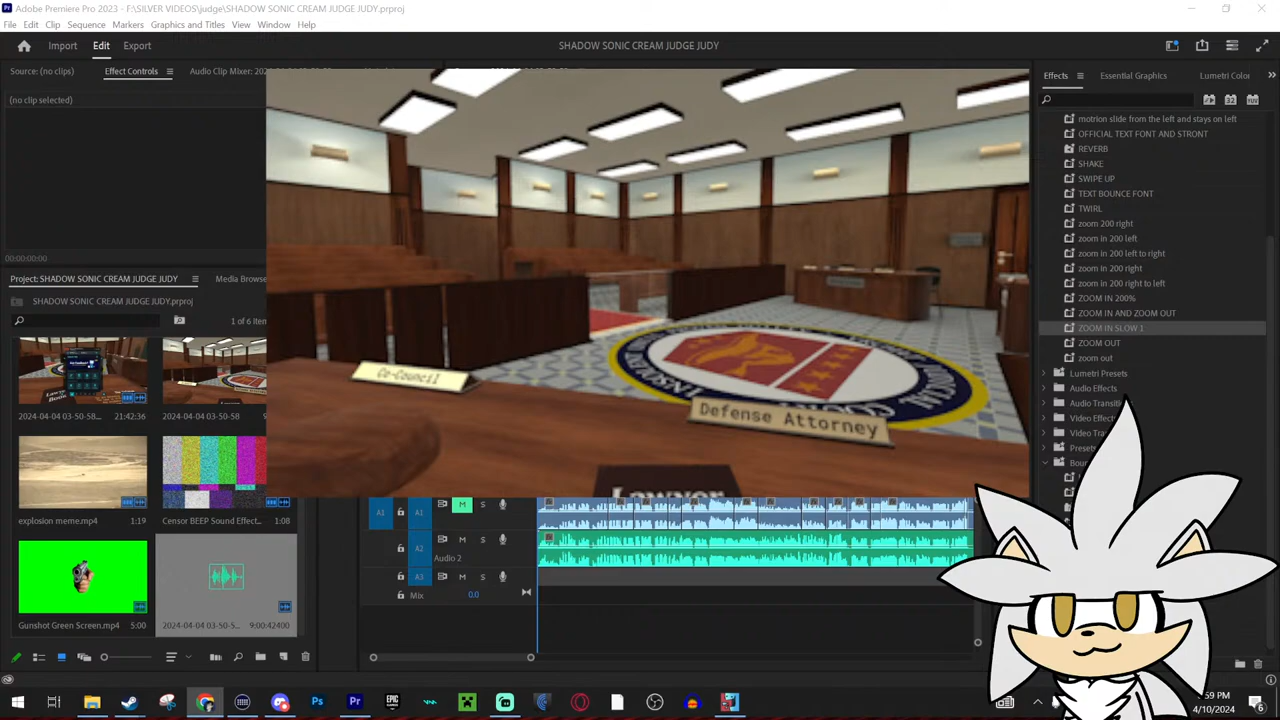 Adobe Premiere Pro 2023 - F:\SILVER VIDEOS\judge\SHADOW SONIC CREAM JUDGE JUDY.prproj
File Edit Clip Sequence Markers Graphics and Titles View Window Help
Import Edit Export
SHADOW SONIC CREAM JUDGE JUDY
Source: (no clips) Effect Controls Audio Clip Mixer:
Effects Essential Graphics Lumetri Color
(no clip selected)
motrion slide from the left and stays on left
OFFICIAL TEXT FONT AND STRONT
REVERB
SHAKE
SWIPE UP
TEXT BOUNCE FONT
TWIRL
zoom 200 right
zoom in 200 left
zoom in 200 left to right
zoom in 200 right
zoom in 200 right to left
ZOOM IN 200%
ZOOM IN AND ZOOM OUT
ZOOM IN SLOW 1
ZOOM OUT
zoom out
Lumetri Presets
Audio Effects
Audio Transiti
Video Effect
Video Tra
Presets
Boun
00:00:00:00
Project: SHADOW SONIC CREAM JUDGE JUDY Media Browse
SHADOW SONIC CREAM JUDGE JUDY.prproj
1 of 6 item
2024-04-04 03-50-58... 21:42:36
2024-04-04 03-50-58
explosion meme.mp4 1:19
Censor BEEP Sound Effect... 1:08
Gunshot Green Screen.mp4 5:00
2024-04-04 03-50-5... 9:00:42400
Co-Council
Defense Attorney
Lawyer
A1 A1 M S
A2 M S
Audio 2
A3 M S
Mix 0.0
:59 PM
4/10/2024
6